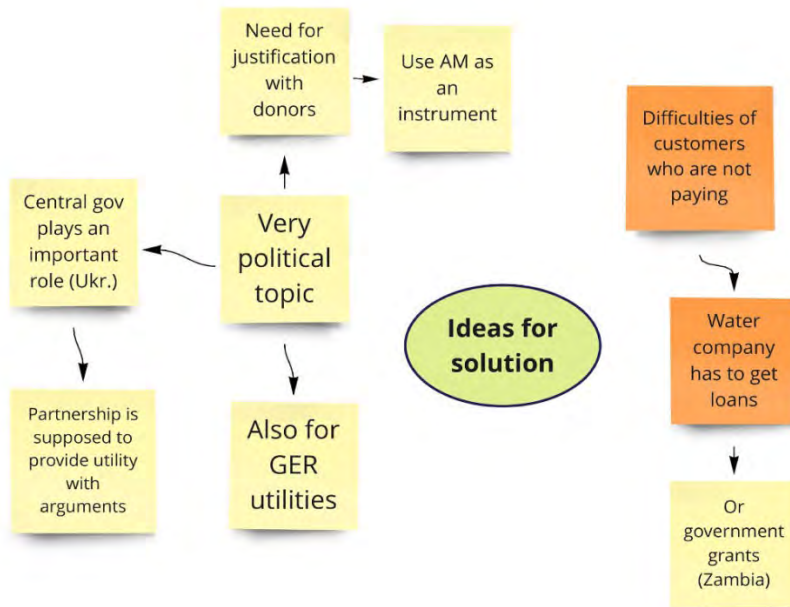 Need for
justification
with
donors
Use AM as
an
instrument
Difficulties of
customers
who are not
paying
Central gov
plays an
important
role (Ukr.)
Very
political
topic
Ideas for
solution
Water
company
has to get
loans
Partnership is
supposed to
provide utility
with
arguments
Also for
GER
utilities
Or
government
grants
(Zambia)